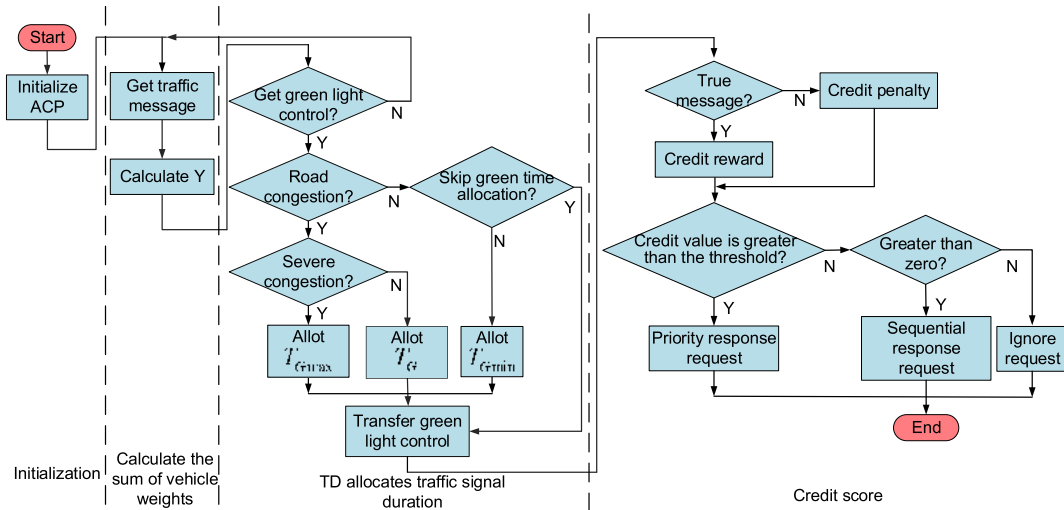 Start
Initialize
ACP
Get traffic
message
Calculate Y
Get green light
control?
N
Y
Road
congestion?
N
Y
Skip green time
allocation?
Y
N
Severe
congestion?
N
Y
Allot
T_Gmax
Allot
T_G
Allot
T_Gmin
Transfer green
light control
True
message?
N
Y
Credit penalty
Credit reward
Credit value is greater
than the threshold?
N
Y
Greater than
zero?
N
Y
Priority response
request
Sequential
response
request
Ignore
request
End
Initialization
Calculate the
sum of vehicle
weights
TD allocates traffic signal
duration
Credit score